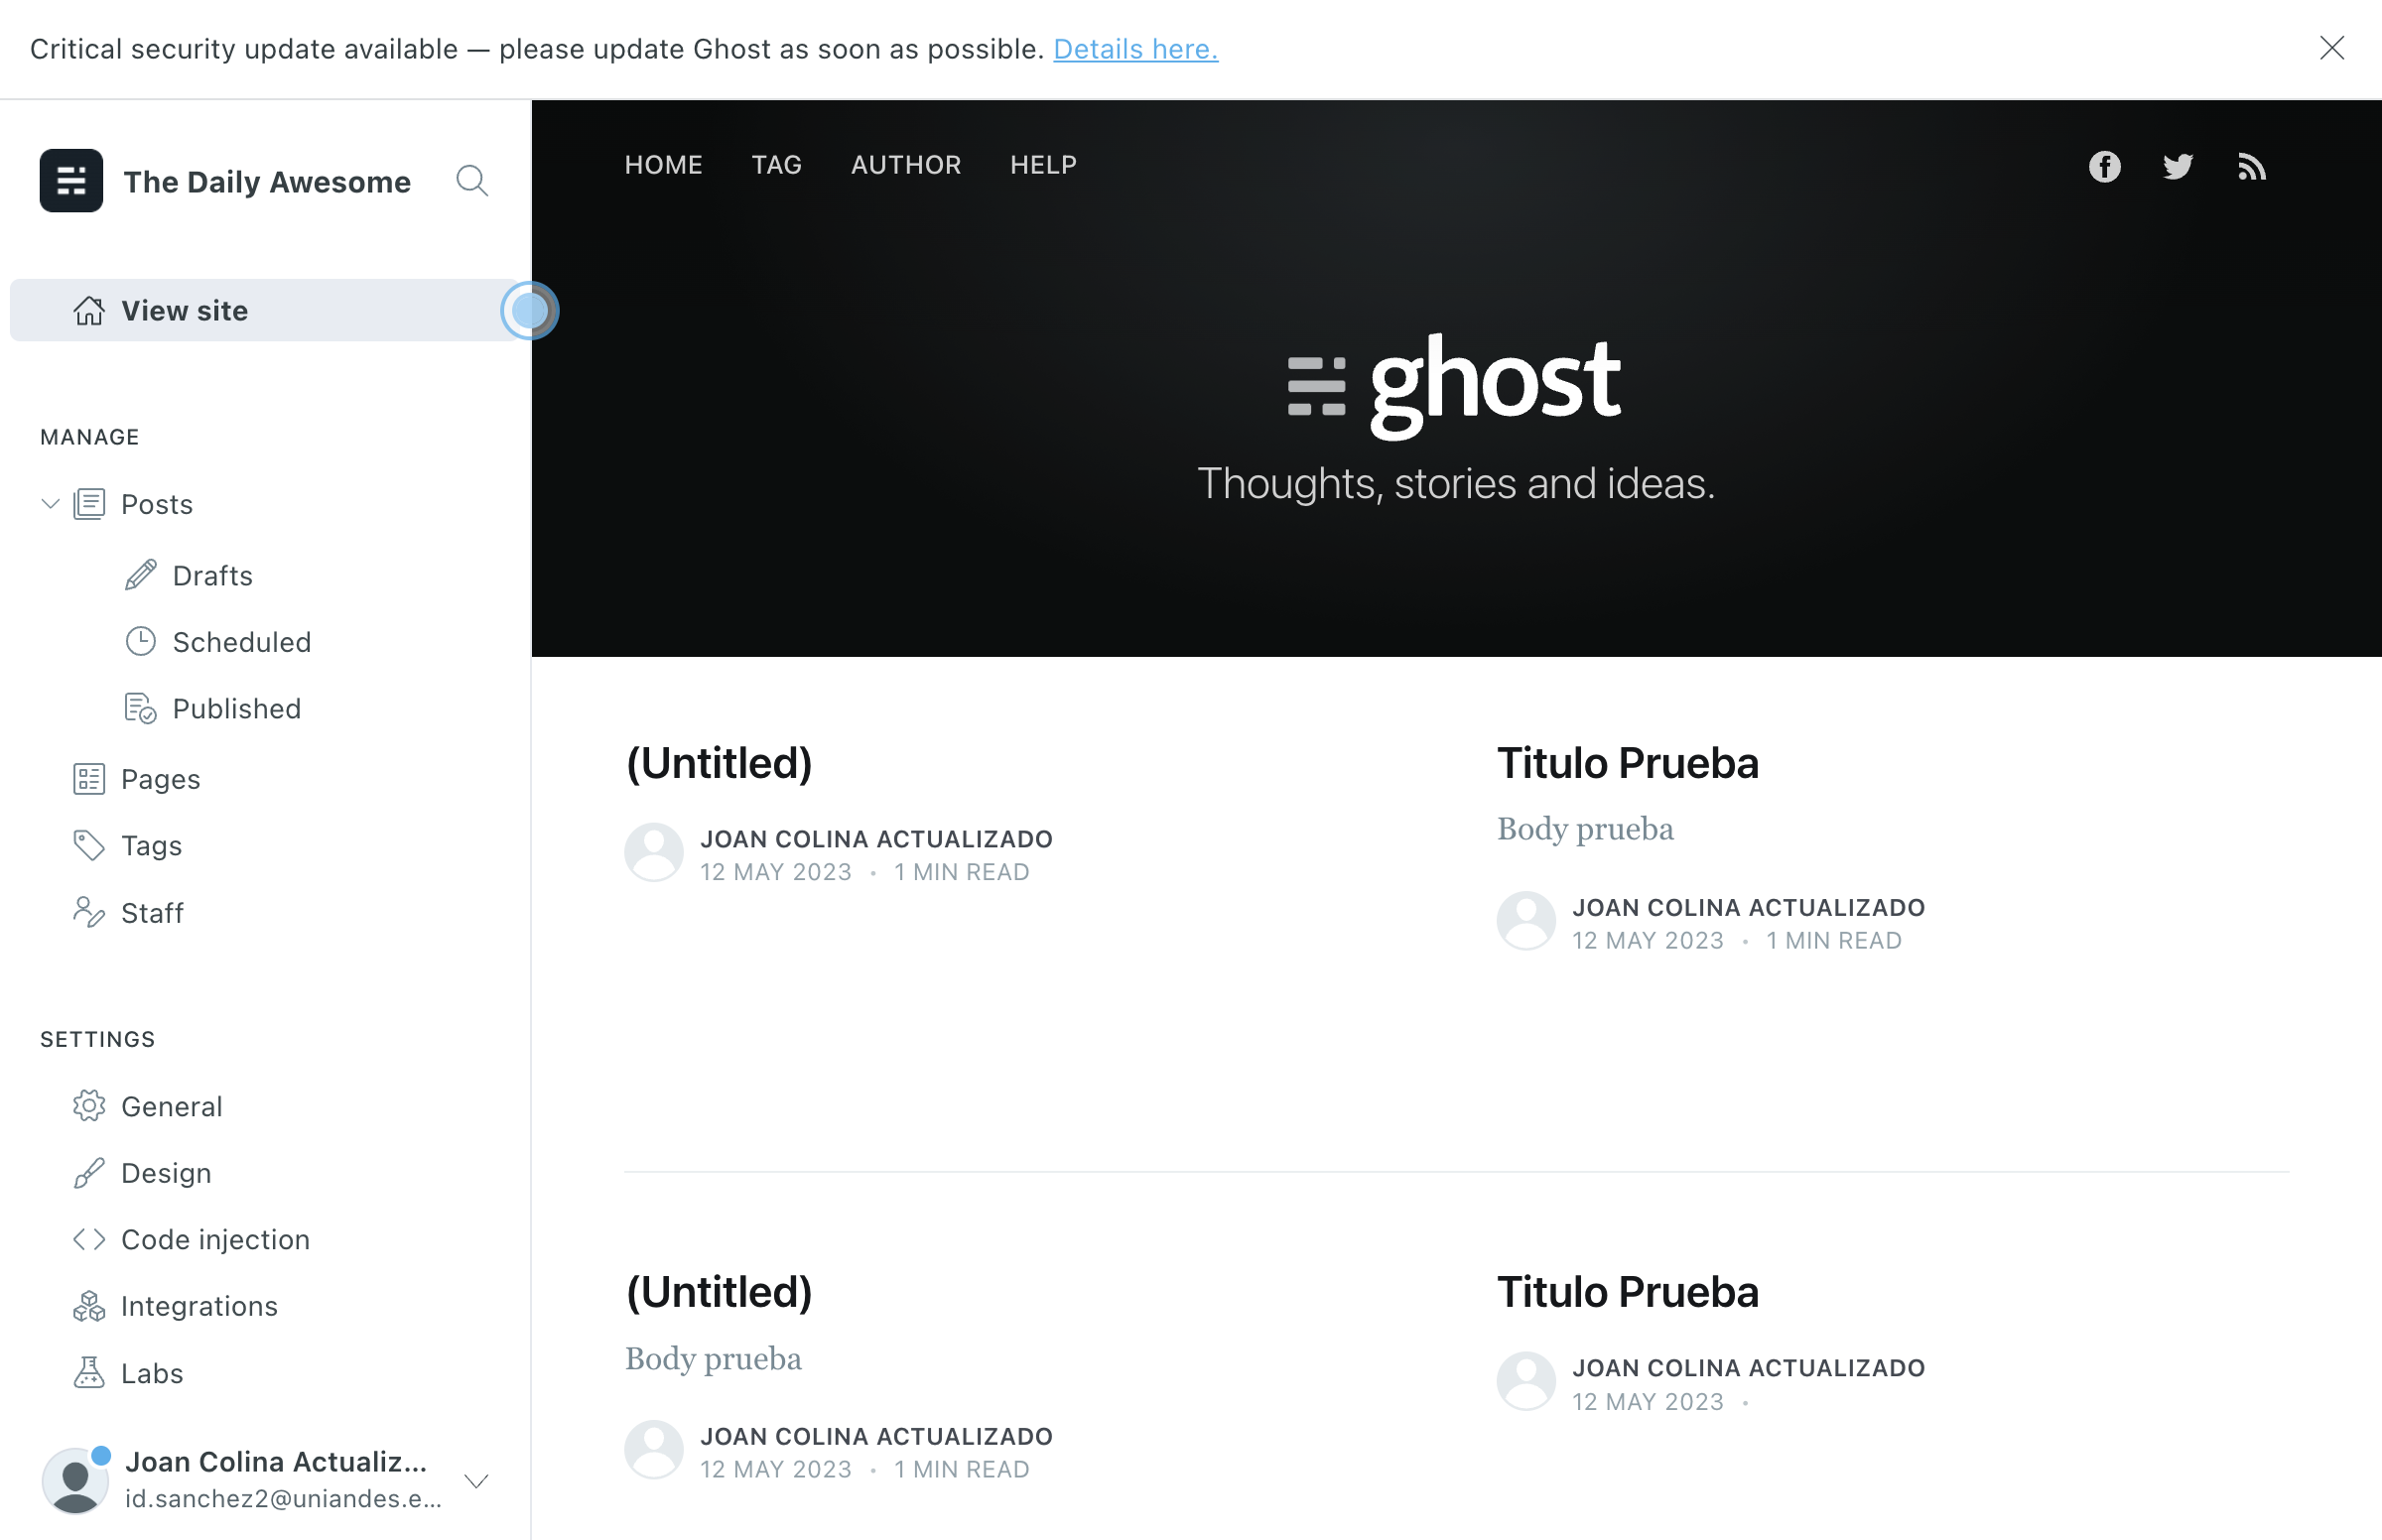 Critical security update available — please update Ghost as soon as possible. Details here.
The Daily Awesome
View site
MANAGE
Posts
Drafts
Scheduled
Published
Pages
Tags
Staff
SETTINGS
General
Design
Code injection
Integrations
Labs
Joan Colina Actualiz...
id.sanchez2@uniandes.e...
HOME TAG AUTHOR HELP
ghost
Thoughts, stories and ideas.
(Untitled)
JOAN COLINA ACTUALIZADO
12 MAY 2023 • 1 MIN READ
Titulo Prueba
Body prueba
JOAN COLINA ACTUALIZADO
12 MAY 2023 • 1 MIN READ
(Untitled)
Body prueba
JOAN COLINA ACTUALIZADO
12 MAY 2023 • 1 MIN READ
Titulo Prueba
JOAN COLINA ACTUALIZADO
12 MAY 2023 •